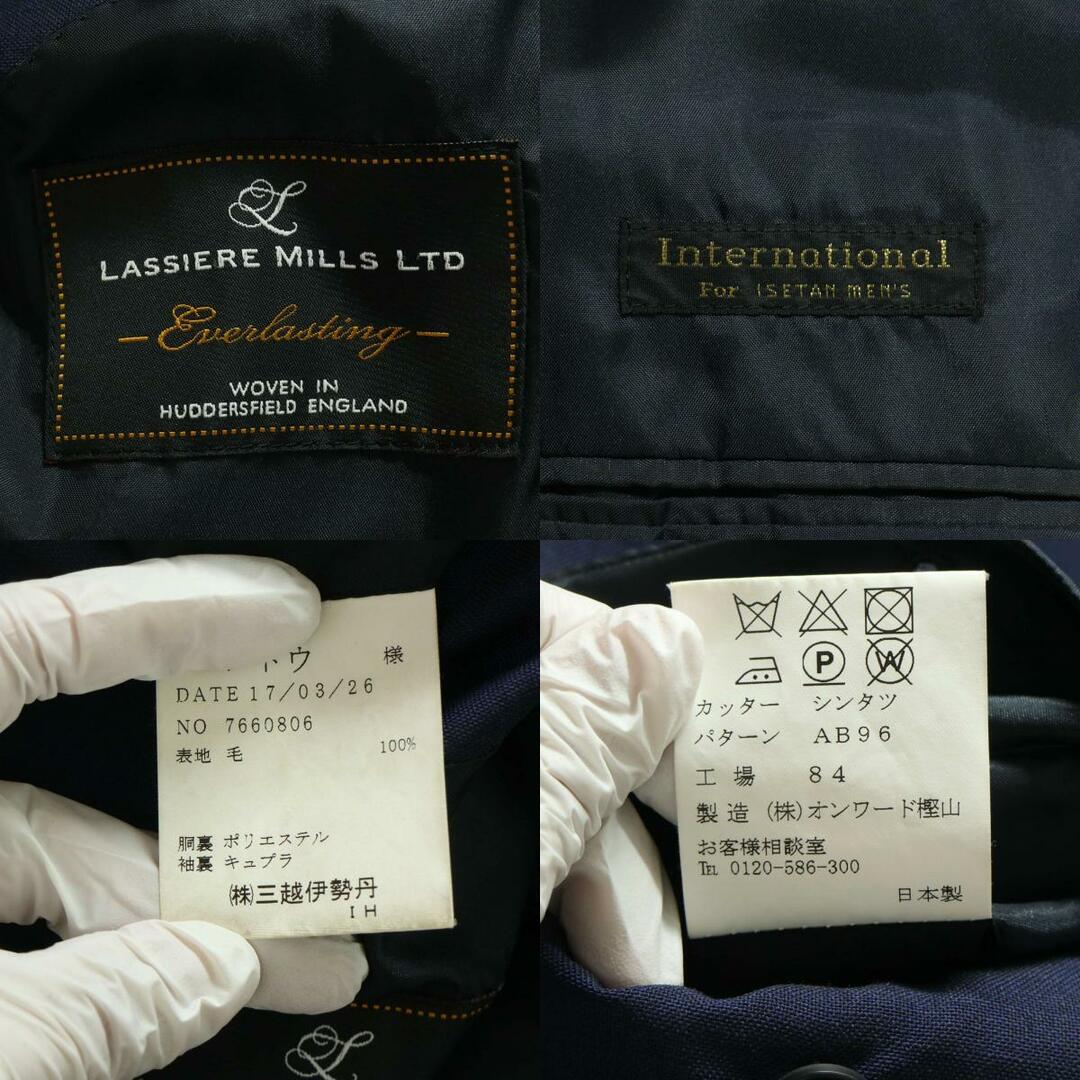 L
LASSIERE MILLS LTD
Everlasting
WOVEN IN
HUDDERSFIELD ENGLAND
International
For ISETAN MEN'S
ウ 様
DATE 17/03/26
NO 7660806
表地 毛 100%
胴裏 ポリエステル
袖裏 キュプラ
(株)三越伊勢丹
IH
P
W
カッター シンタツ
パターン AB96
工場 84
製造 (株)オンワード樫山
お客様相談室
℡ 0120-586-300
日本製
L